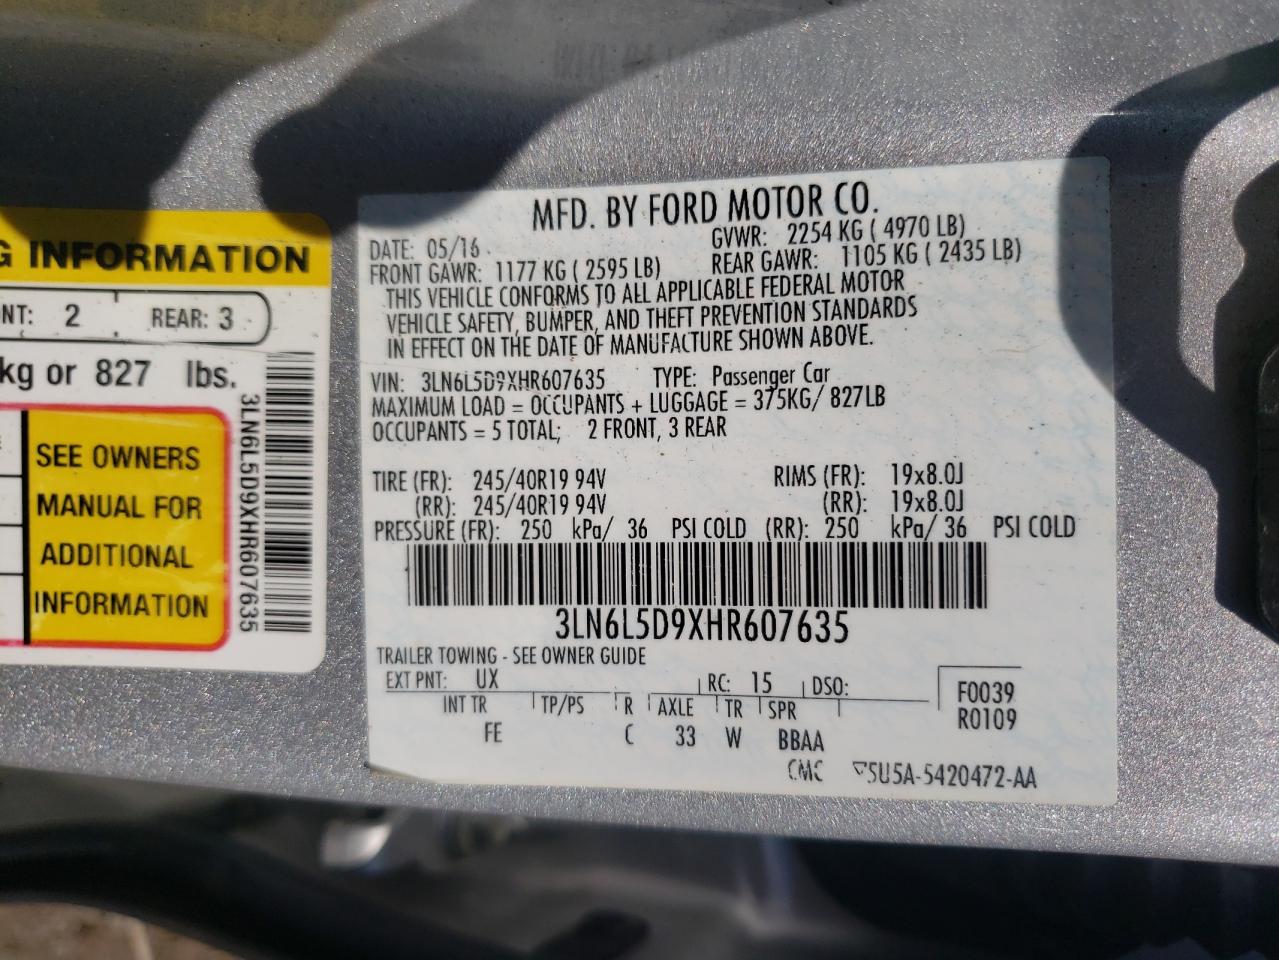 G INFORMATION
NT: 2 REAR: 3
kg or 827 lbs.
SEE OWNERS
MANUAL FOR
ADDITIONAL
INFORMATION
3LN6L5D9XHR607635
MFD. BY FORD MOTOR CO.
DATE: 05/16 GVWR: 2254 KG ( 4970 LB)
FRONT GAWR: 1177 KG ( 2595 LB) REAR GAWR: 1105 KG ( 2435 LB)
THIS VEHICLE CONFORMS TO ALL APPLICABLE FEDERAL MOTOR
VEHICLE SAFETY, BUMPER, AND THEFT PREVENTION STANDARDS
IN EFFECT ON THE DATE OF MANUFACTURE SHOWN ABOVE.
VIN: 3LN6L5D9XHR607635 TYPE: Passenger Car
MAXIMUM LOAD = OCCUPANTS + LUGGAGE = 375KG/ 827LB
OCCUPANTS = 5 TOTAL; 2 FRONT, 3 REAR
TIRE (FR): 245/40R19 94V RIMS (FR): 19x8.0J
(RR): 245/40R19 94V (RR): 19x8.0J
PRESSURE (FR): 250 kPa/ 36 PSI COLD (RR): 250 kPa/ 36 PSI COLD
3LN6L5D9XHR607635
TRAILER TOWING - SEE OWNER GUIDE
EXT PNT: UX RC: 15 DSO:
INT TR TP/PS R AXLE TR SPR
FE C 33 W BBAA
F0039
R0109
CMC 5U5A-5420472-AA